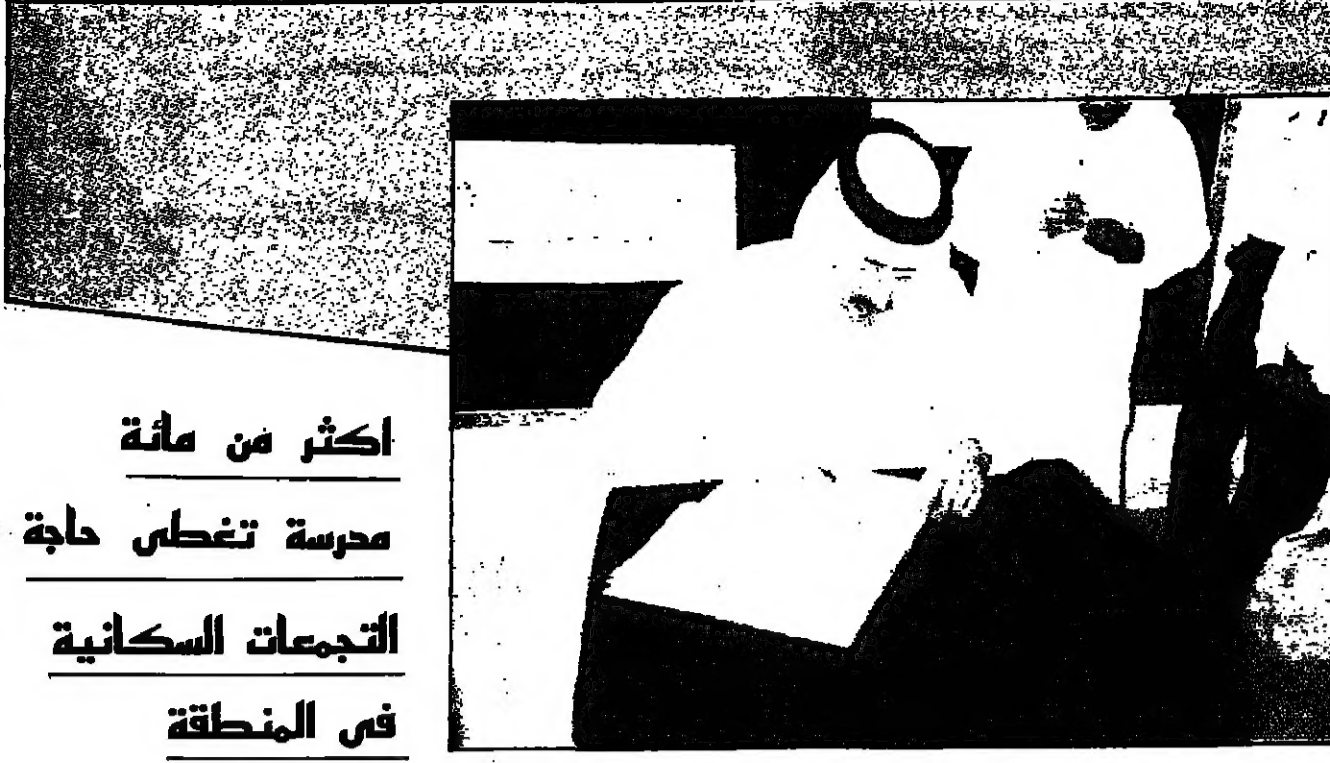 اكثر من مائة
مدرسة تغطى حاجة
التجمعات السكانية
فى المنطقة